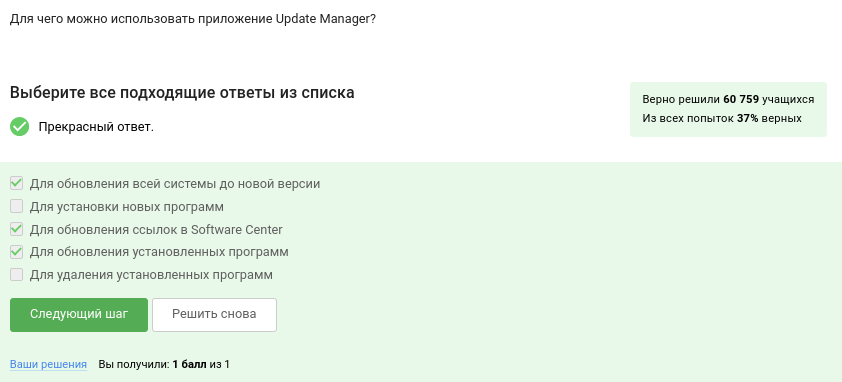 Для чего можно использовать приложение Update Manager?
Выберите все подходящие ответы из списка
Верно решили 60 759 учащихся
Из всех попыток 37% верных
Прекрасный ответ.
Для обновления всей системы до новой версии
Для установки новых программ
Для обновления ссылок в Software Center
Для обновления установленных программ
Для удаления установленных программ
Следующий шаг
Решить снова
Ваши решения
Вы получили: 1 балл из 1